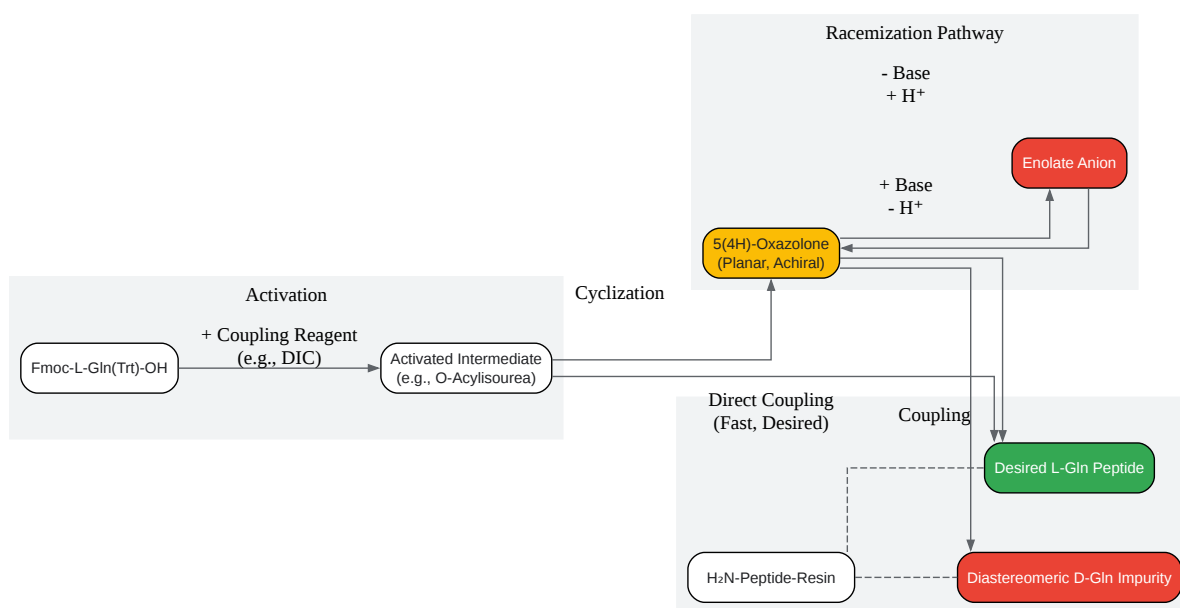 Racemization Pathway
- Base
+ H⁺
Enolate Anion
+ Base
- H⁺
5(4H)-Oxazolone
(Planar, Achiral)
Activation
Cyclization
+ Coupling Reagent
(e.g., DIC)
Fmoc-L-Gln(Trt)-OH
Activated Intermediate
(e.g., O-Acylisourea)
Direct Coupling
(Fast, Desired)
Coupling
Desired L-Gln Peptide
H₂N-Peptide-Resin
Diastereomeric D-Gln Impurity